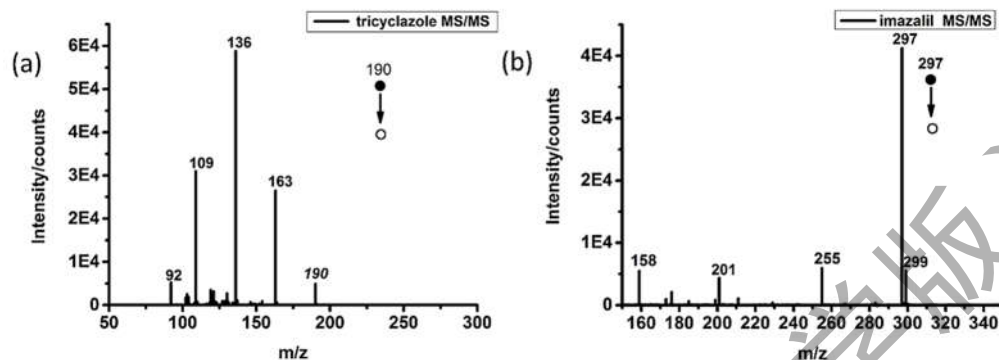 (a)
tricyclazole MS/MS
Intensity/counts
6E4
5E4
4E4
3E4
2E4
1E4
0
136
109
163
92
190
190
50 100 150 200 250 300
m/z
(b)
imazalil MS/MS
Intensity/counts
4E4
3E4
2E4
1E4
0
297
297
158
201
255
299
160 180 200 220 240 260 280 300 320 340
m/z
学版